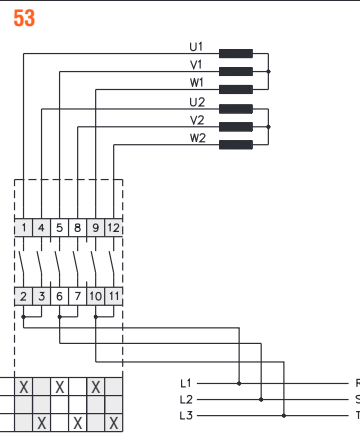 53
U1
V1
W1
U2
V2
W2
1 4 5 8 9 12
2 3 6 7 10 11
X X X
L1 R
L2 S
L3 T
X X X